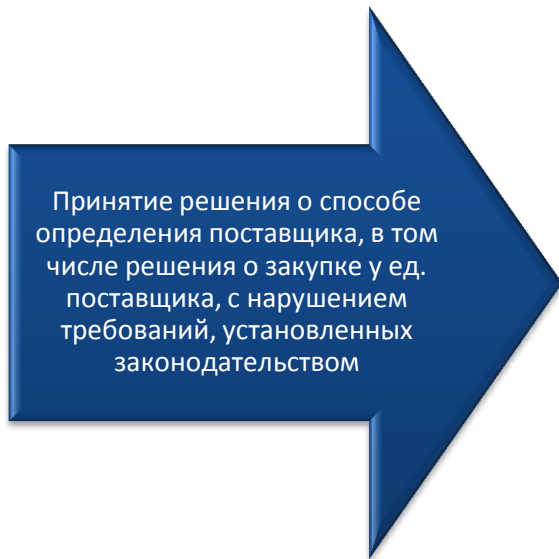 Принятие решения о способе
определения поставщика, в том
числе решения о закупке у ед.
поставщика, с нарушением
требований, установленных
законодательством